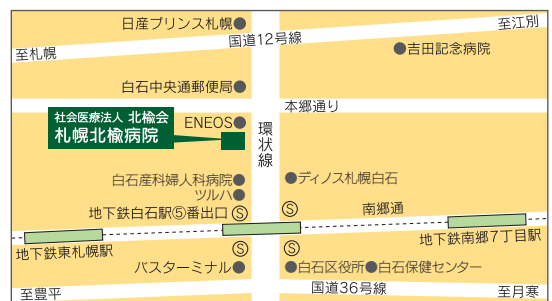 日産プリンス札幌
至江別
国道12号線
至札幌
吉田記念病院
白石中央通郵便局
本郷通り
社会医療法人 北楡会
札幌北楡病院
ENEOS
環状線
白石産科婦人科病院
ディノス札幌白石
ツルハ
地下鉄白石駅⑤番出口
Ⓢ
Ⓢ
南郷通
地下鉄東札幌駅
地下鉄南郷7丁目駅
Ⓢ
Ⓢ
バスターミナル
白石区役所
白石保健センター
至豊平
国道36号線
至月寒